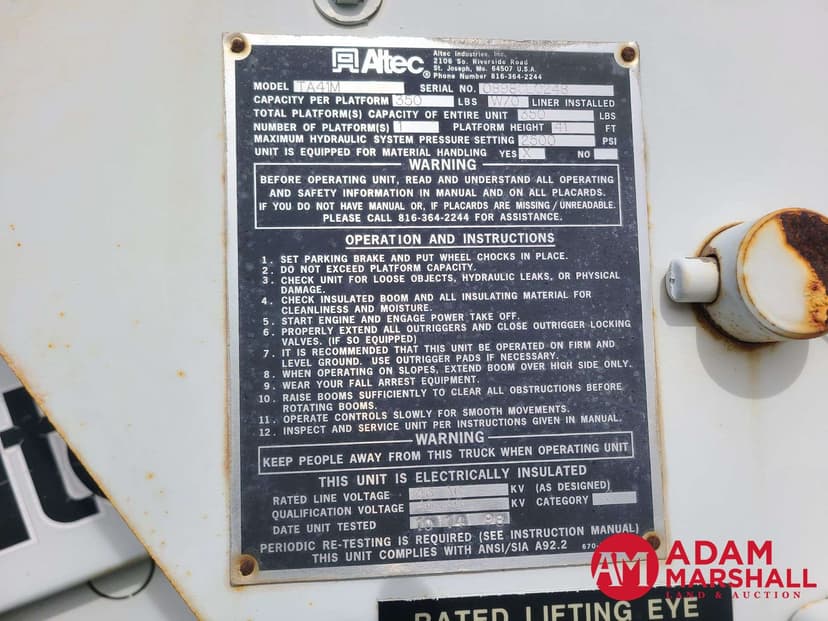 Altec®
Altec Industries, Inc.
2106 So. Riverside Road
St. Joseph, Mo. 64507 U.S.A.
Phone Number 816-364-2244
MODEL TA41M SERIAL NO.
CAPACITY PER PLATFORM 350 LBS W/O LINER INSTALLED
TOTAL PLATFORM(S) CAPACITY OF ENTIRE UNIT 350 LBS
NUMBER OF PLATFORM(S) 1 PLATFORM HEIGHT 41 FT
MAXIMUM HYDRAULIC SYSTEM PRESSURE SETTING 2500 PSI
UNIT IS EQUIPPED FOR MATERIAL HANDLING YES X NO
WARNING
BEFORE OPERATING UNIT, READ AND UNDERSTAND ALL OPERATING
AND SAFETY INFORMATION IN MANUAL AND ON ALL PLACARDS.
IF YOU DO NOT HAVE MANUAL OR, IF PLACARDS ARE MISSING/UNREADABLE.
PLEASE CALL 816-364-2244 FOR ASSISTANCE.
OPERATION AND INSTRUCTIONS
1. SET PARKING BRAKE AND PUT WHEEL CHOCKS IN PLACE.
2. DO NOT EXCEED PLATFORM CAPACITY.
3. CHECK UNIT FOR LOOSE OBJECTS, HYDRAULIC LEAKS, OR PHYSICAL
DAMAGE.
4. CHECK INSULATED BOOM AND ALL INSULATING MATERIAL FOR
CLEANLINESS AND MOISTURE.
5. START ENGINE AND ENGAGE POWER TAKE OFF.
6. PROPERLY EXTEND ALL OUTRIGGERS AND CLOSE OUTRIGGER LOCKING
VALVES. (IF SO EQUIPPED)
7. IT IS RECOMMENDED THAT THIS UNIT BE OPERATED ON FIRM AND
LEVEL GROUND. USE OUTRIGGER PADS IF NECESSARY.
8. WHEN OPERATING ON SLOPES, EXTEND BOOM OVER HIGH SIDE ONLY.
9. WEAR YOUR FALL ARREST EQUIPMENT.
10. RAISE BOOMS SUFFICIENTLY TO CLEAR ALL OBSTRUCTIONS BEFORE
ROTATING BOOMS.
11. OPERATE CONTROLS SLOWLY FOR SMOOTH MOVEMENTS.
12. INSPECT AND SERVICE UNIT PER INSTRUCTIONS GIVEN IN MANUAL.
WARNING
KEEP PEOPLE AWAY FROM THIS TRUCK WHEN OPERATING UNIT
THIS UNIT IS ELECTRICALLY INSULATED
RATED LINE VOLTAGE KV (AS DESIGNED)
QUALIFICATION VOLTAGE KV CATEGORY
DATE UNIT TESTED 10 14 98
PERIODIC RE-TESTING IS REQUIRED (SEE INSTRUCTION MANUAL)
THIS UNIT COMPLIES WITH ANSI/SIA A92.2 670-
AM ADAM
MARSHALL
LAND & AUCTION
RATED LIFTING EYE